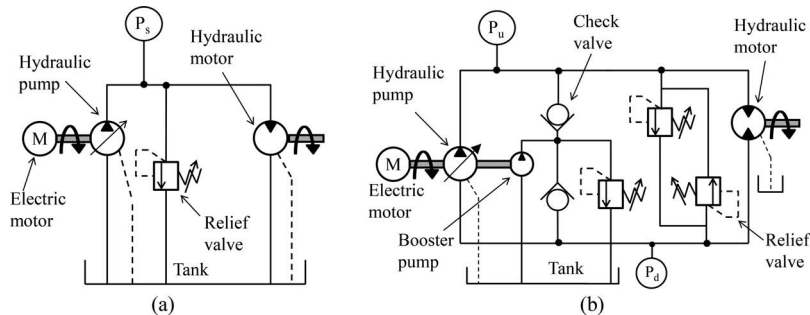 Ps
Hydraulic
pump
Hydraulic
motor
M
Electric
motor
Relief
valve
Tank
(a)
Pu
Check
valve
Hydraulic
motor
Hydraulic
pump
M
Electric
motor
Booster
pump
Relief
valve
Tank
Pd
(b)